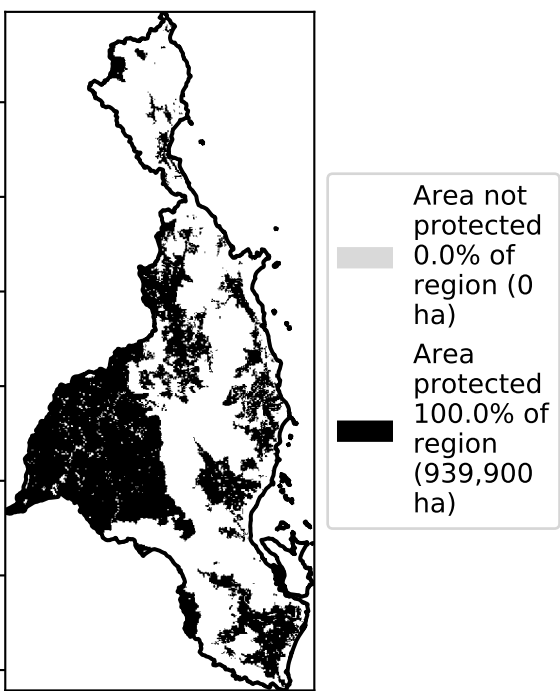 Area not
protected
0.0% of
region (0
ha)
Area
protected
100.0% of
region
(939,900
ha)